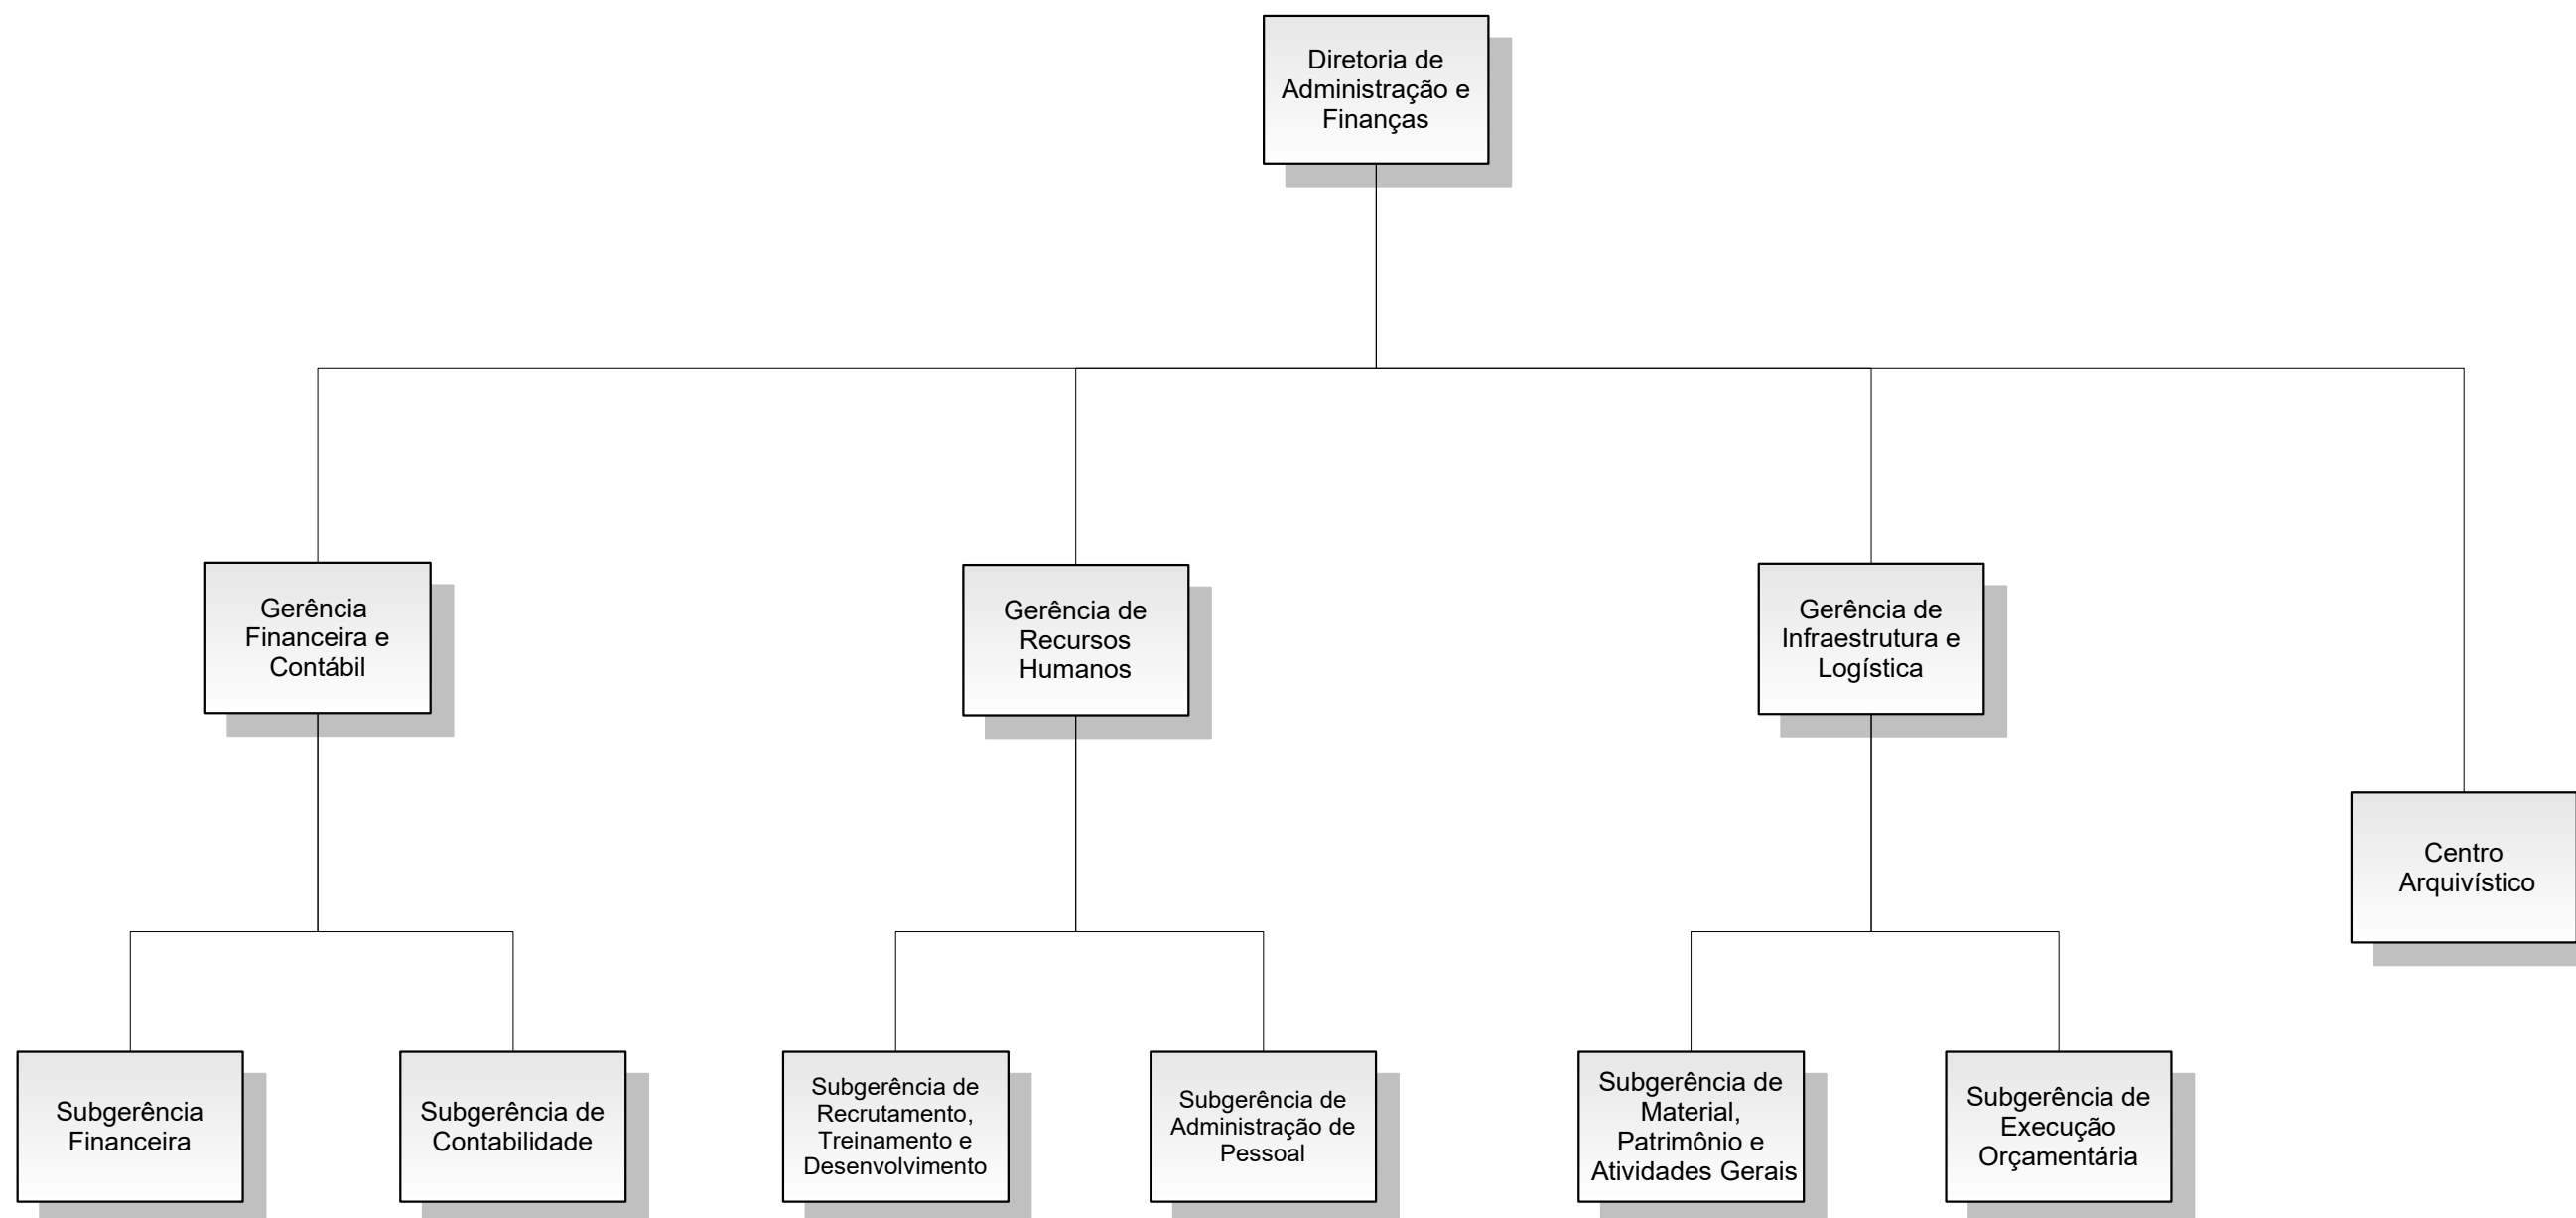 Diretoria de
Administração e
Finanças
Gerência
Financeira e
Contábil
Gerência de
Recursos
Humanos
Gerência de
Infraestrutura e
Logística
Centro
Arquivístico
Subgerência
Financeira
Subgerência de
Contabilidade
Subgerência de
Recrutamento,
Treinamento e
Desenvolvimento
Subgerência de
Administração de
Pessoal
Subgerência de
Material,
Patrimônio e
Atividades Gerais
Subgerência de
Execução
Orçamentária